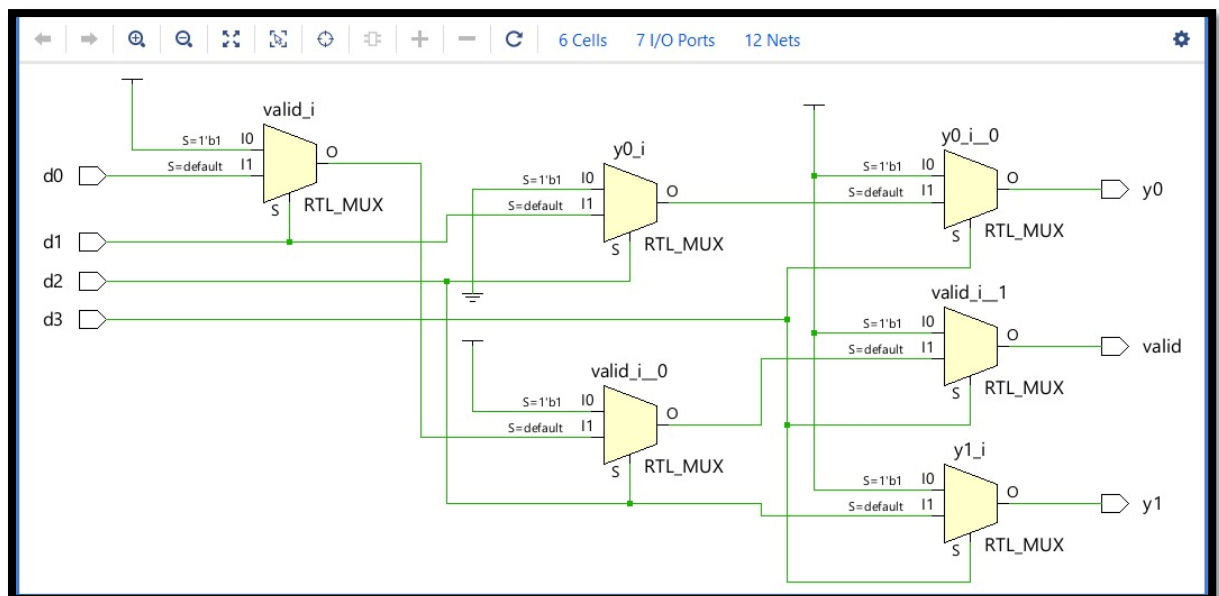 6 Cells 7 I/O Ports 12 Nets
valid_i
S=1'b1 I0
S=default I1
O
S
RTL_MUX
d0
d1
d2
d3
y0_i
S=1'b1 I0
S=default I1
O
S
RTL_MUX
valid_i__0
S=1'b1 I0
S=default I1
O
S
RTL_MUX
y0_i__0
S=1'b1 I0
S=default I1
O
S
RTL_MUX
y0
valid_i__1
S=1'b1 I0
S=default I1
O
S
RTL_MUX
valid
y1_i
S=1'b1 I0
S=default I1
O
S
RTL_MUX
y1